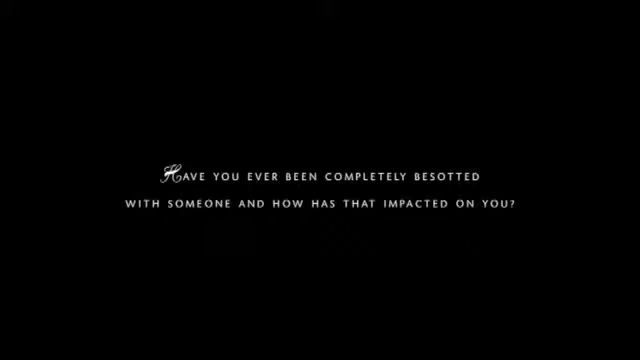 HAVE YOU EVER BEEN COMPLETELY BESOTTED
WITH SOMEONE AND HOW HAS THAT IMPACTED ON YOU?